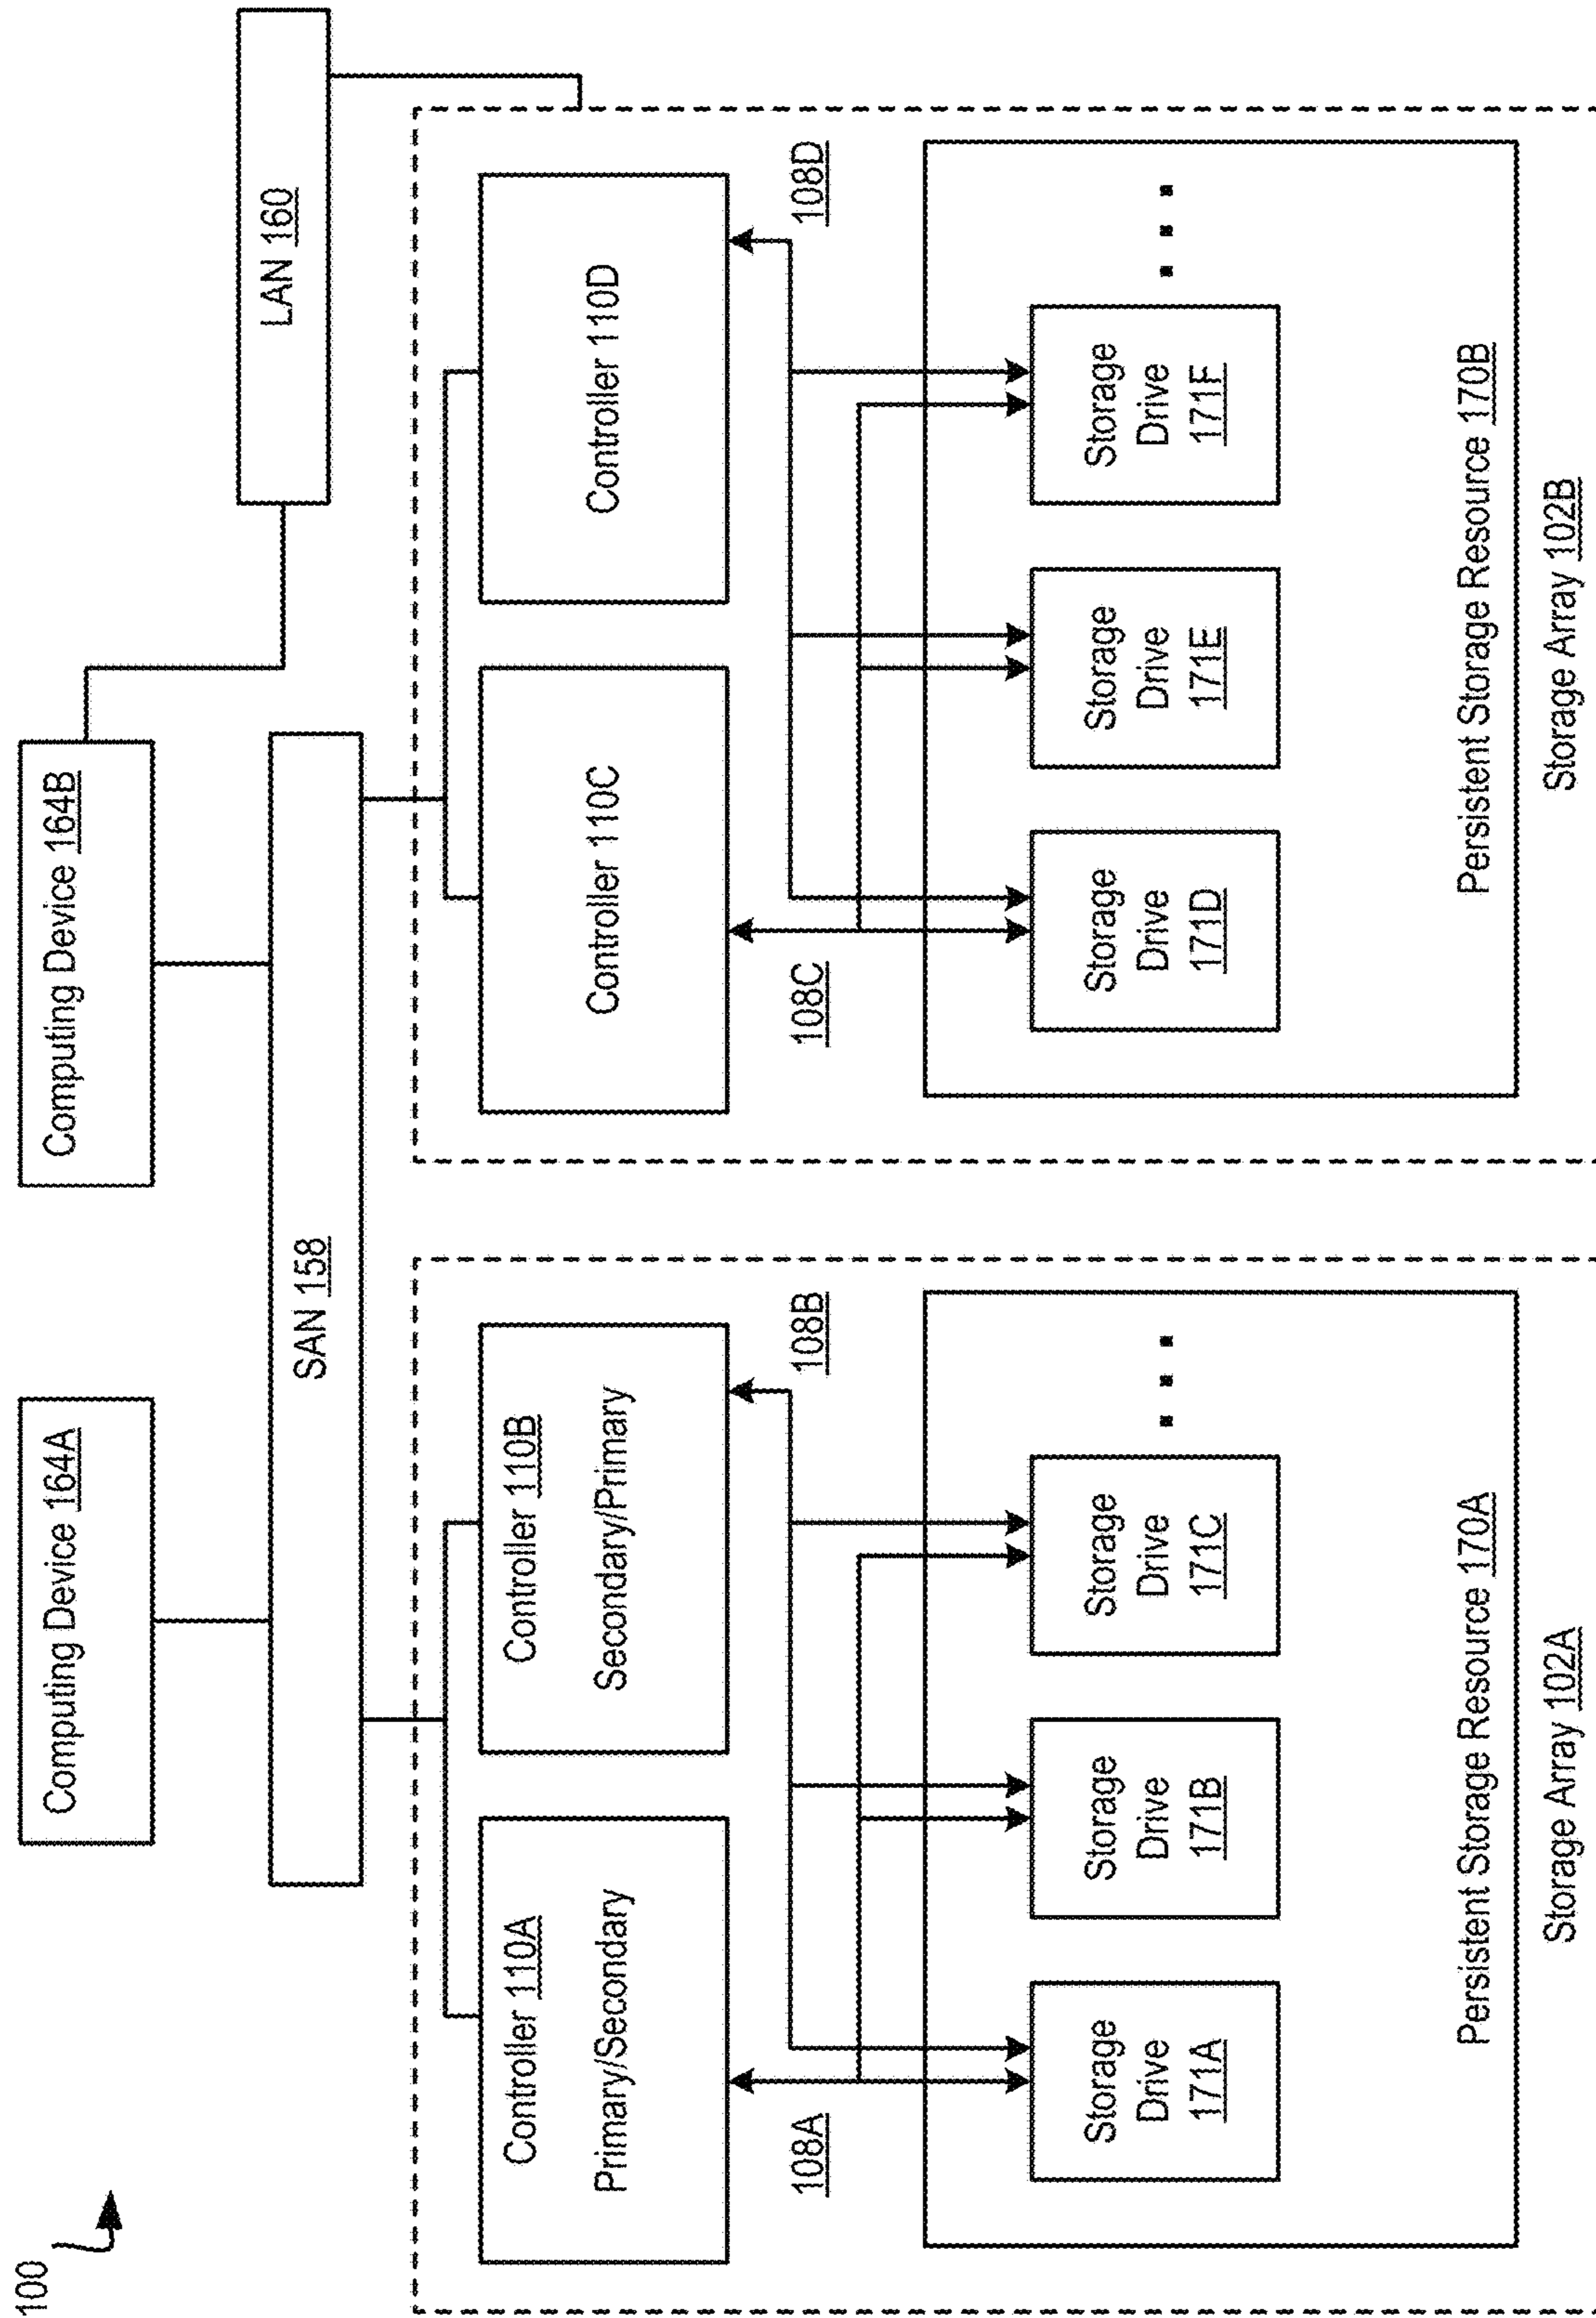 100
Computing Device 164A
Computing Device 164B
SAN 158
LAN 160
Controller 110A
Primary/Secondary
Controller 110B
Secondary/Primary
Controller 110C
Controller 110D
108A
108B
108C
108D
Storage
Drive
171A
Storage
Drive
171B
Storage
Drive
171C
Storage
Drive
171D
Storage
Drive
171E
Storage
Drive
171F
Persistent Storage Resource 170A
Persistent Storage Resource 170B
Storage Array 102A
Storage Array 102B